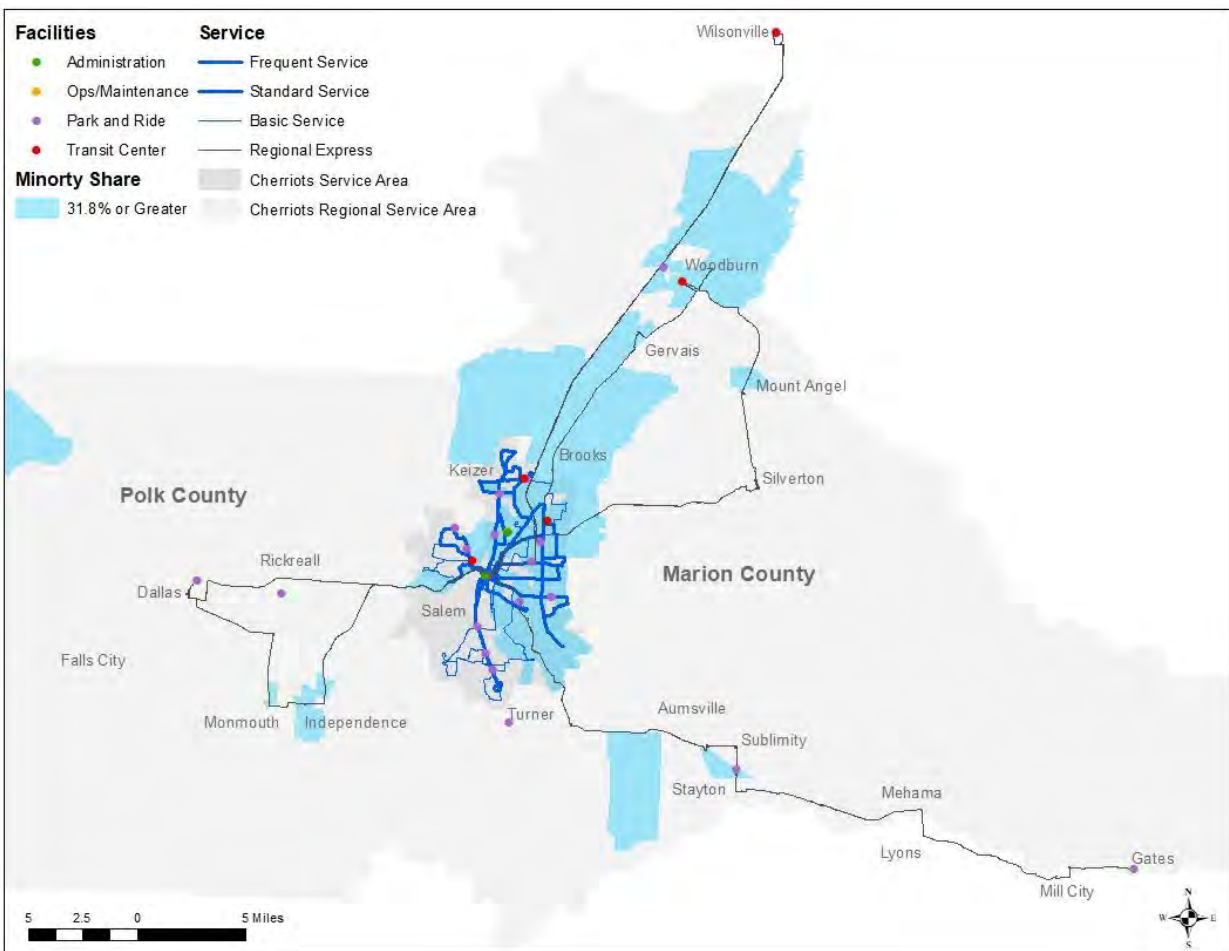 Facilities
Administration
Ops/Maintenance
Park and Ride
Transit Center
Minorty Share
31.8% or Greater
Service
Frequent Service
Standard Service
Basic Service
Regional Express
Cherriots Service Area
Cherriots Regional Service Area
Wilsonville
Woodburn
Gervais
Mount Angel
Brooks
Keizer
Silverton
Polk County
Rickreall
Marion County
Dallas
Salem
Falls City
Monmouth
Independence
Turner
Aumsville
Sublimity
Stayton
Mehama
Lyons
Gates
Mill City
5 2.5 0 5 Miles
N
W E
S